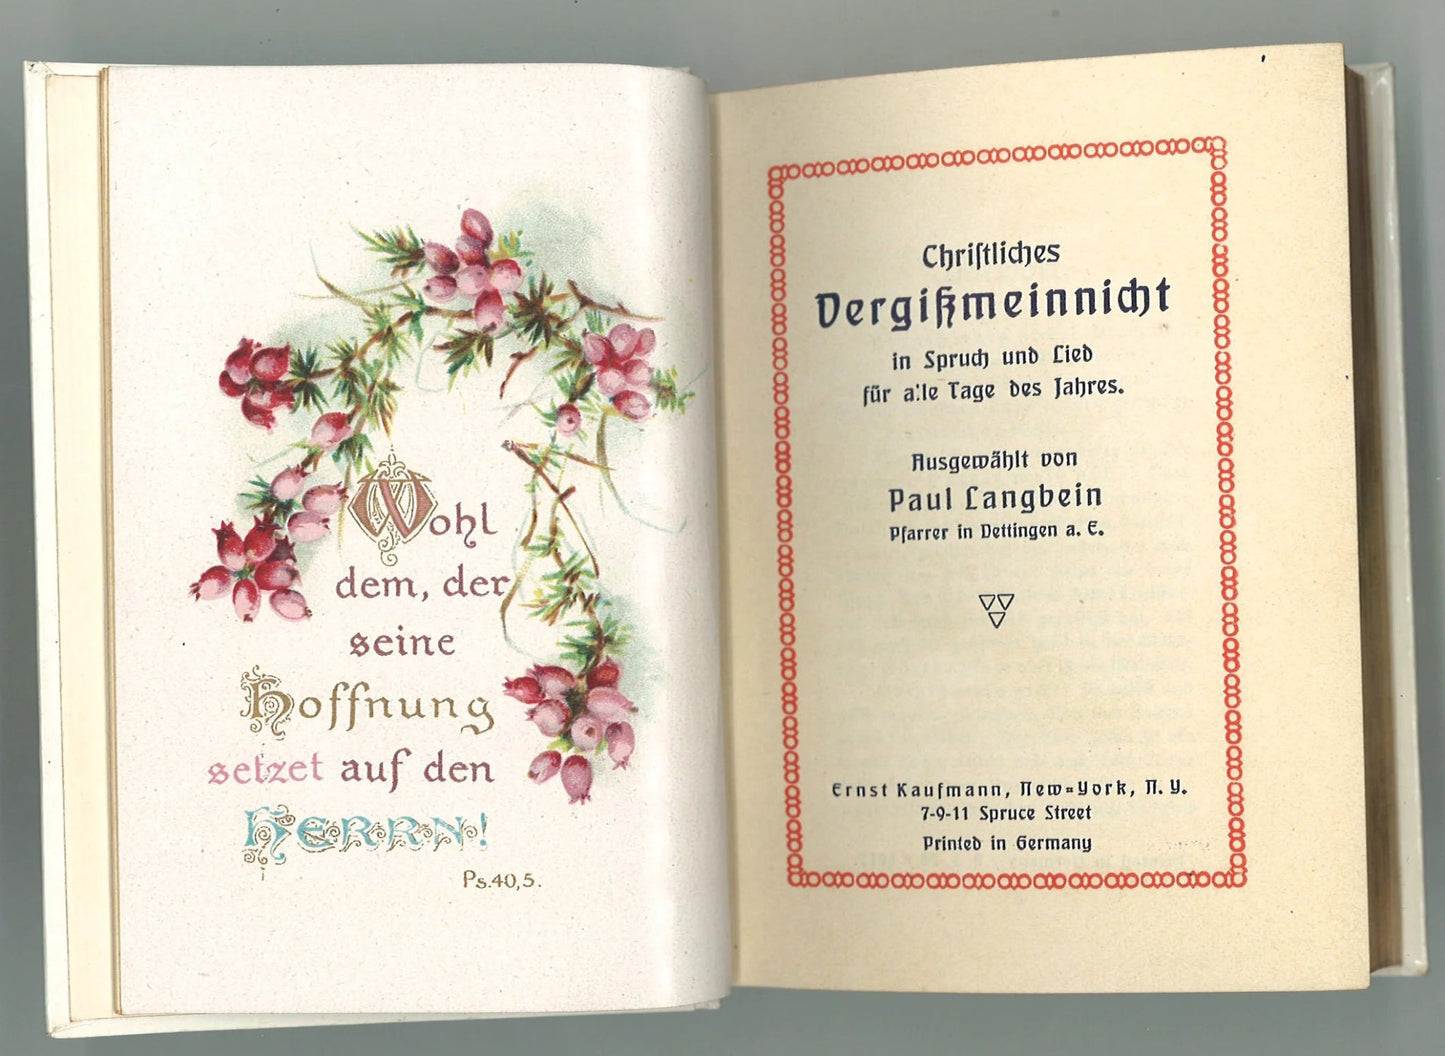 Wohl
dem, der
seine
Hoffnung
setzet auf den
HERRN!
Ps.40,5.
Chriſtliches
Vergißmeinnicht
in Spruch und Lied
für alle Tage des Jahres.
Ausgewählt von
Paul Langbein
Pfarrer in Dettingen a. E.
Ernst Kaufmann, New-York, N. Y.
7-9-11 Spruce Street
Printed in Germany